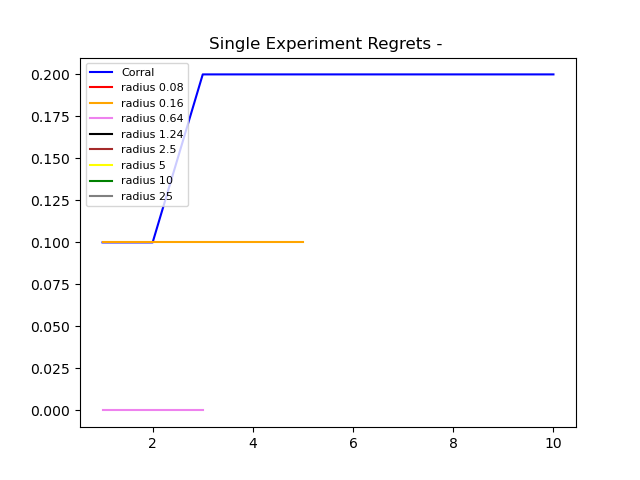 Single Experiment Regrets -
Corral
radius 0.08
radius 0.16
radius 0.64
radius 1.24
radius 2.5
radius 5
radius 10
radius 25
0.200
0.175
0.150
0.125
0.100
0.075
0.050
0.025
0.000
2 4 6 8 10